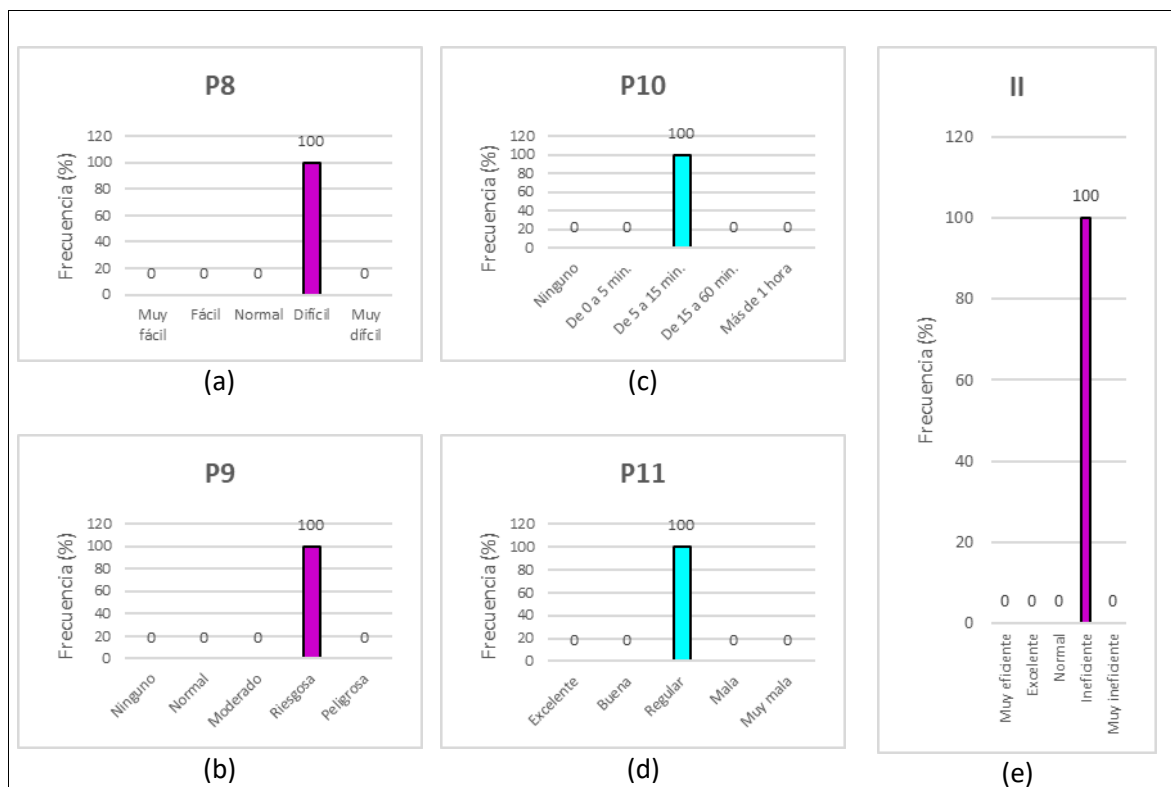 P8
Frecuencia (%)
120
100
80
60
40
20
0
0
0
0
100
0
Muy fácil
Fácil
Normal
Difícil
Muy difcil
(a)
P10
Frecuencia (%)
120
100
80
60
40
20
0
0
0
100
0
0
Ninguno
De 0 a 5 min.
De 5 a 15 min.
De 15 a 60 min.
Más de 1 hora
(c)
P9
Frecuencia (%)
120
100
80
60
40
20
0
0
0
0
100
0
Ninguno
Normal
Moderado
Riesgosa
Peligrosa
(b)
P11
Frecuencia (%)
120
100
80
60
40
20
0
0
0
100
0
0
Excelente
Buena
Regular
Mala
Muy mala
(d)
II
Frecuencia (%)
120
100
80
60
40
20
0
0
0
0
100
0
Muy eficiente
Excelente
Normal
Ineficiente
Muy ineficiente
(e)